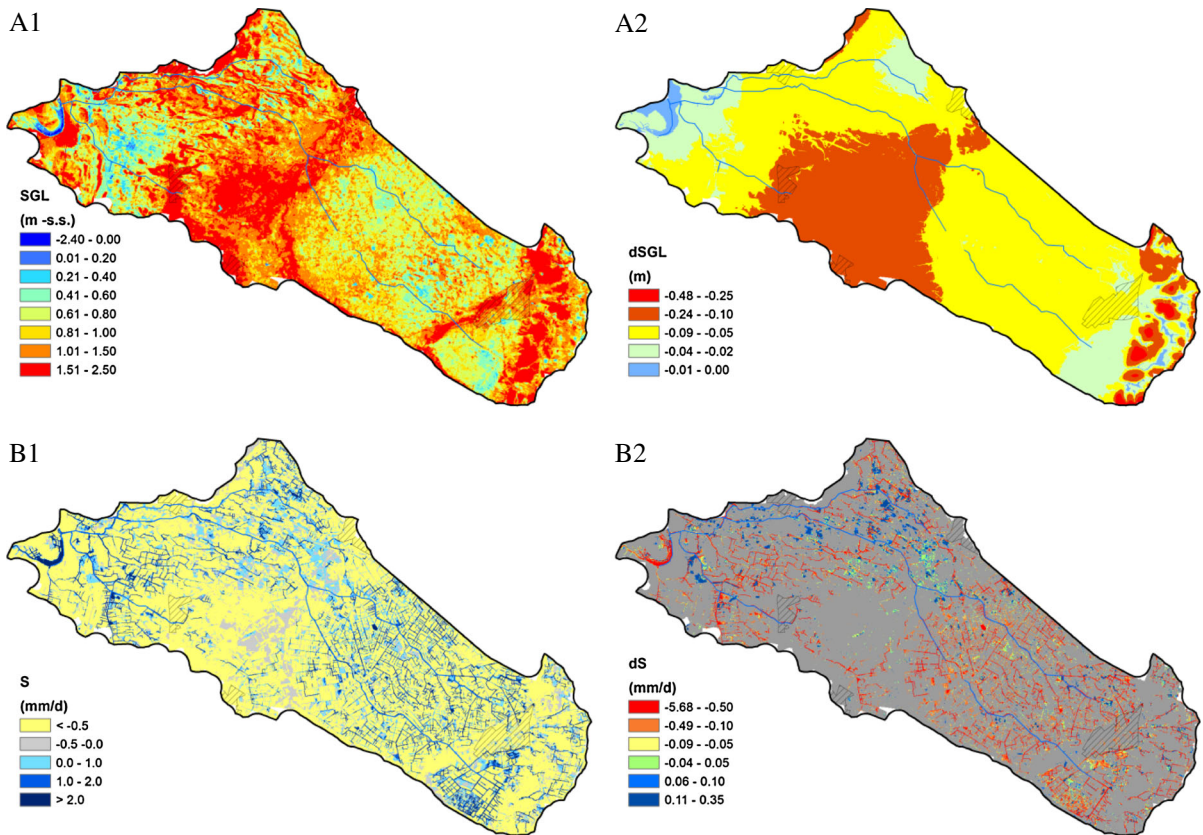 A1
SGL
(m -s.s.)
-2.40 - 0.00
0.01 - 0.20
0.21 - 0.40
0.41 - 0.60
0.61 - 0.80
0.81 - 1.00
1.01 - 1.50
1.51 - 2.50
A2
dSGL
(m)
-0.48 - -0.25
-0.24 - -0.10
-0.09 - -0.05
-0.04 - -0.02
-0.01 - 0.00
B1
S
(mm/d)
< -0.5
-0.5 -0.0
0.0 - 1.0
1.0 - 2.0
> 2.0
B2
dS
(mm/d)
-5.68 - -0.50
-0.49 - -0.10
-0.09 - -0.05
-0.04 - 0.05
0.06 - 0.10
0.11 - 0.35